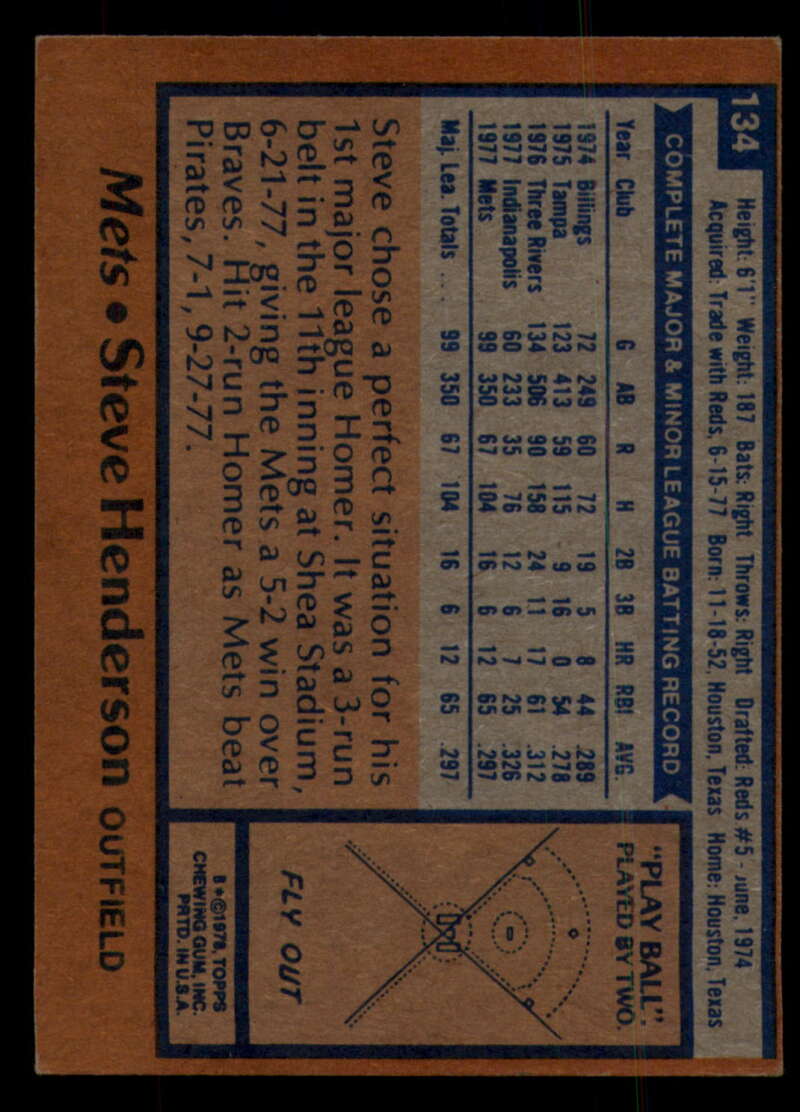 134
Height: 6'1" Weight: 187 Bats: Right Throws: Right Drafted: Reds #5 - June, 1974
Acquired: Trade with Reds, 6-15-77 Born: 11-18-52, Houston, Texas Home: Houston, Texas
COMPLETE MAJOR & MINOR LEAGUE BATTING RECORD
Year Club G AB R H 2B 3B HR RBI AVG.
1974 Billings 72 249 60 72 19 5 8 44 .289
1975 Tampa 123 413 59 115 9 16 0 54 .278
1976 Three Rivers 134 506 90 158 24 11 17 61 .312
1977 Indianapolis 60 233 35 76 12 6 7 25 .326
1977 Mets 99 350 67 104 16 6 12 65 .297
Maj. Lea. Totals .... 99 350 67 104 16 6 12 65 .297
Steve chose a perfect situation for his
1st major league Homer. It was a 3-run
belt in the 11th inning at Shea Stadium,
6-21-77, giving the Mets a 5-2 win over
Braves. Hit 2-run Homer as Mets beat
Pirates, 7-1, 9-27-77.
"PLAY BALL":
PLAYED BY TWO.
FLY OUT
B*©1978, TOPPS
CHEWING GUM, INC.
PRTD. IN U.S.A.
Mets • Steve Henderson OUTFIELD